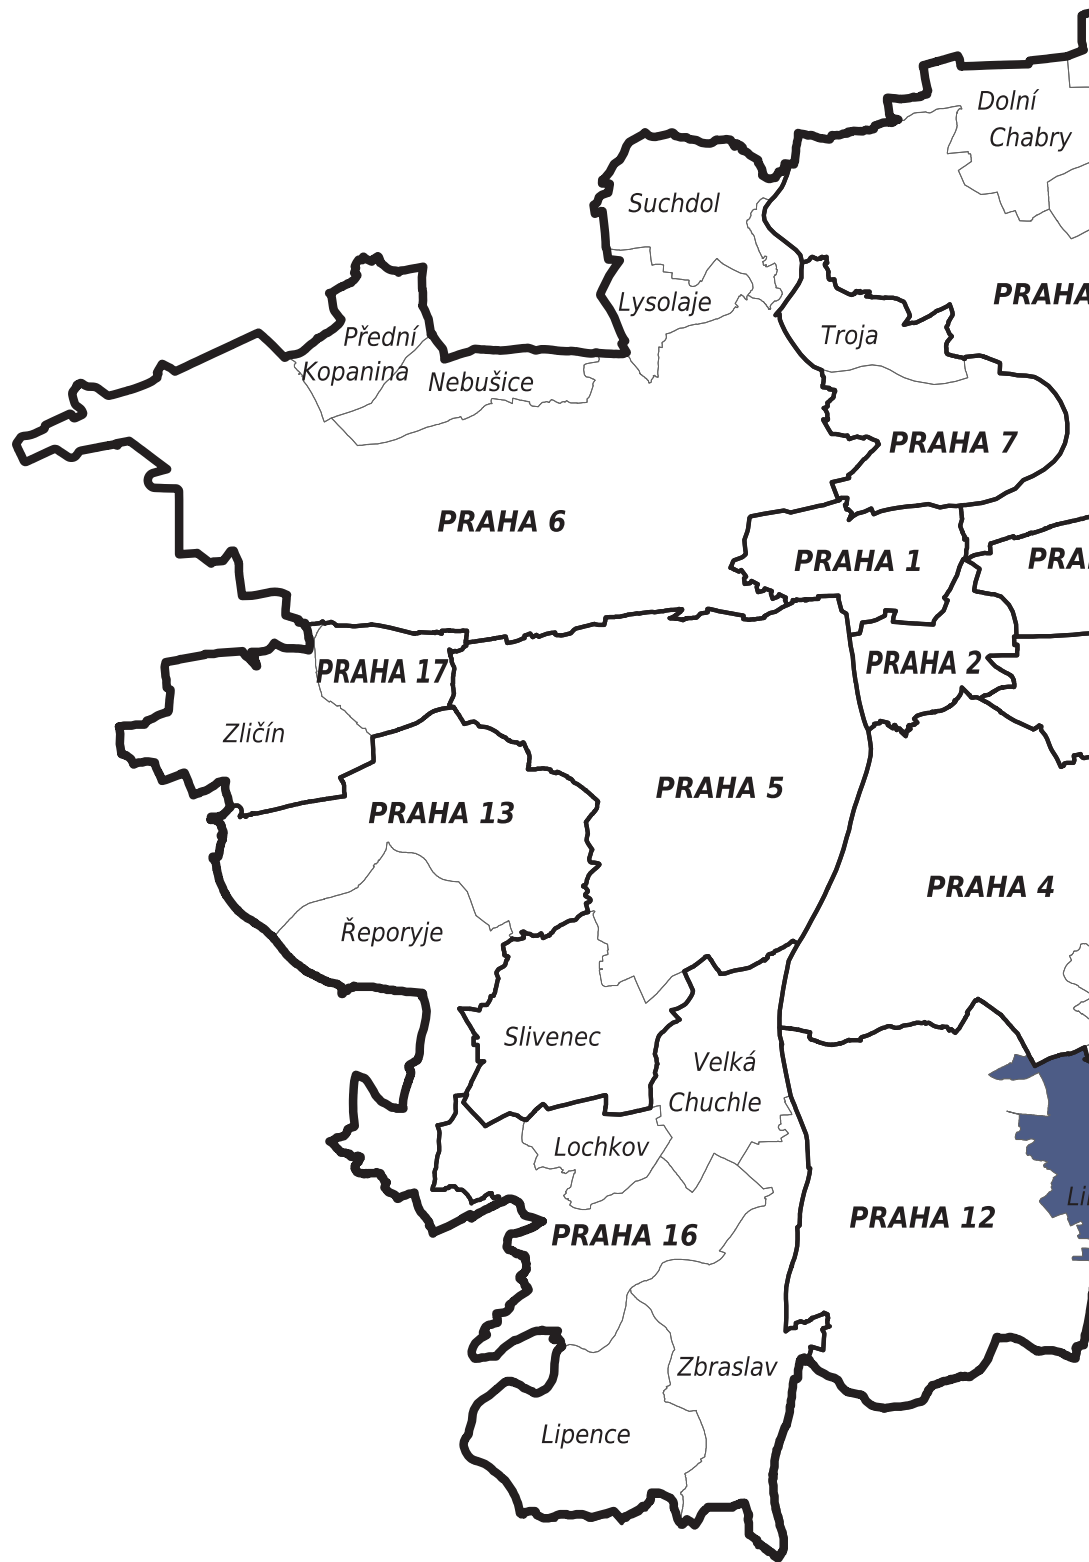 Dolní
Chabry
Suchdol
PRAHA
Lysolaje
Troja
Přední
Kopanina
Nebušice
PRAHA 7
PRAHA 6
PRAHA 1
PRAHA 2
PRAHA 17
Zličín
PRAHA 5
PRAHA 13
PRAHA 4
Řeporyje
Slivenec
Velká
Chuchle
Lochkov
PRAHA 12
PRAHA 16
Zbraslav
Lipence